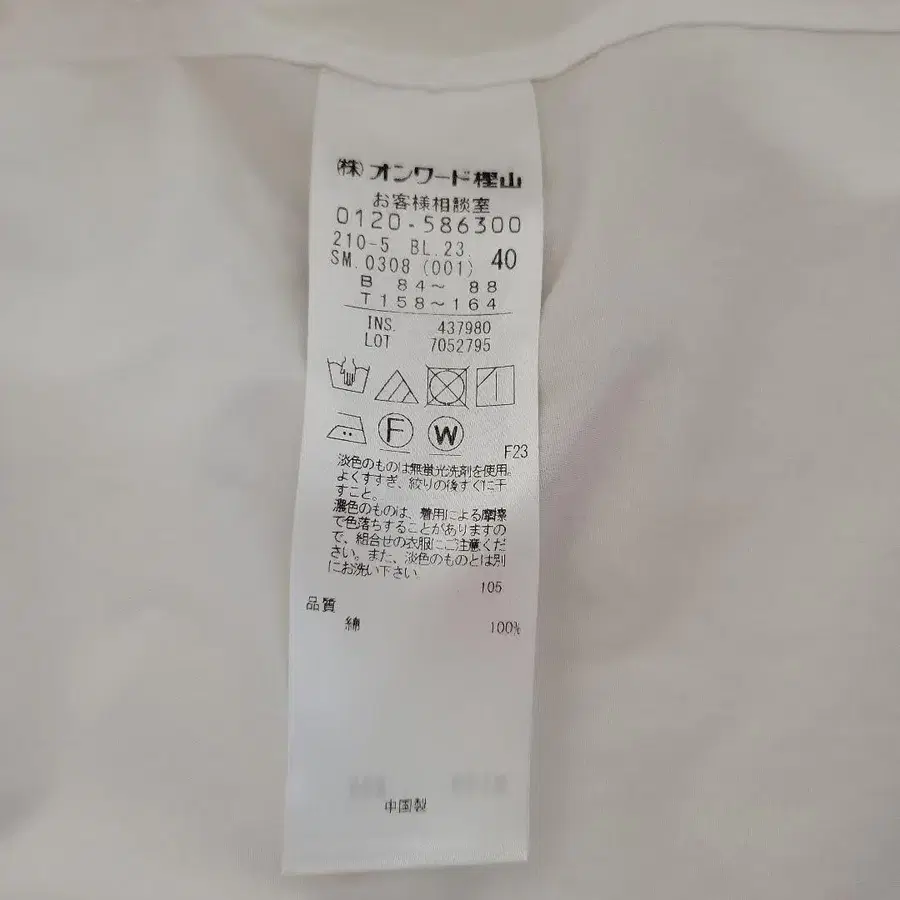 ㈱オンワード樫山
お客様相談室
0120-586300
210-5 BL.23. 40
SM.0308 (001)
B 84～ 88
T 158～164
INS. 437980
LOT 7052795
F W
F23
淡色のものは無蛍光洗剤を使用。
よくすすぎ、絞りの後すぐに干
すこと。
濃色のものは、着用による摩擦
で色落ちすることがありますの
で、組合せの衣服にご注意くだ
さい。また、淡色のものとは別
にお洗い下さい
105
品質
綿 100%
中国製